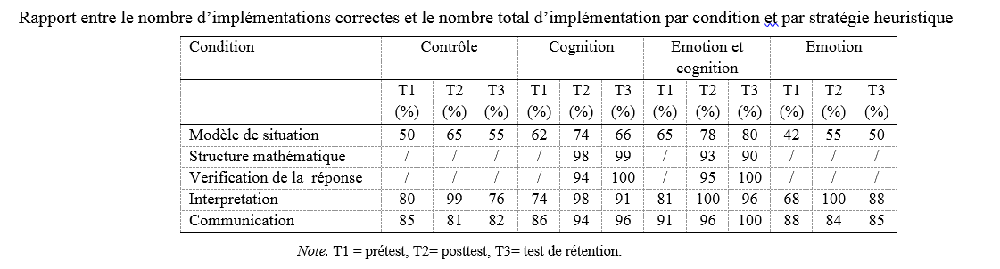 Rapport entre le nombre d'implémentations correctes et le nombre total d'implémentation par condition et par stratégie heuristique
Condition Contrôle Cognition Emotion et cognition Emotion
T1 (%) T2 (%) T3 (%) T1 (%) T2 (%) T3 (%) T1 (%) T2 (%) T3 (%) T1 (%) T2 (%) T3 (%)
Modèle de situation 50 65 55 62 74 66 65 78 80 42 55 50
Structure mathématique / / / / 98 99 / 93 90 / / /
Verification de la réponse / / / / 94 100 / 95 100 / / /
Interpretation 80 99 76 74 98 91 81 100 96 68 100 88
Communication 85 81 82 86 94 96 91 96 100 88 84 85
Note. T1 = prétest; T2= posttest; T3= test de rétention.